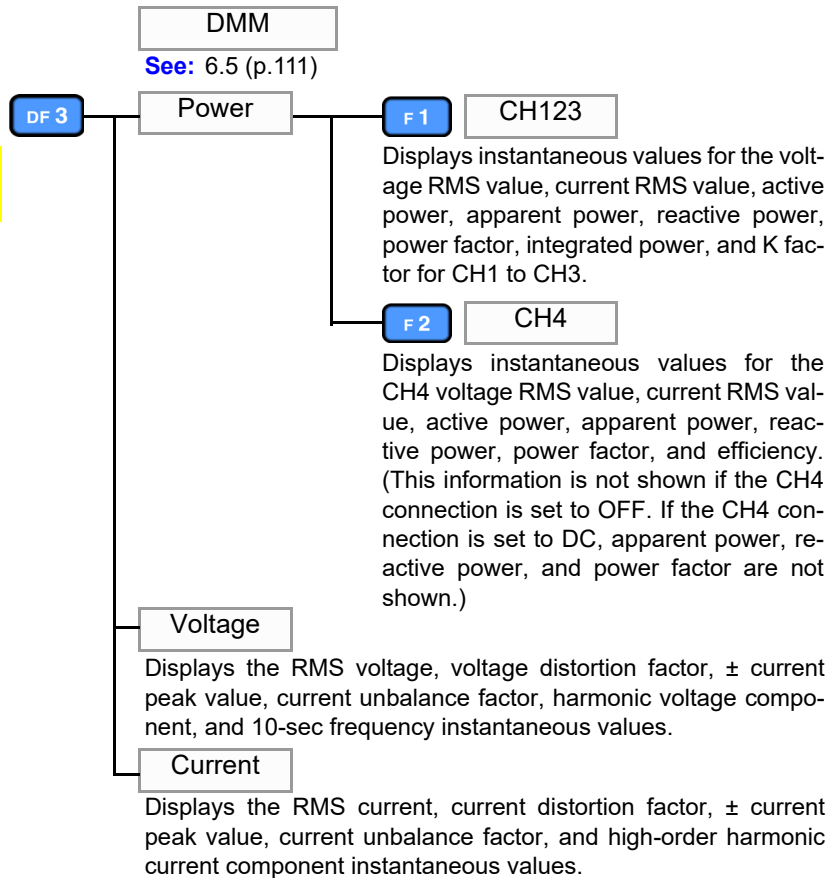 DMM
See: 6.5 (p.111)
DF 3
Power
F 1
CH123
Displays instantaneous values for the volt-
age RMS value, current RMS value, active
power, apparent power, reactive power,
power factor, integrated power, and K fac-
tor for CH1 to CH3.
F 2
CH4
Displays instantaneous values for the
CH4 voltage RMS value, current RMS val-
ue, active power, apparent power, reac-
tive power, power factor, and efficiency.
(This information is not shown if the CH4
connection is set to OFF. If the CH4 con-
nection is set to DC, apparent power, re-
active power, and power factor are not
shown.)
Voltage
Displays the RMS voltage, voltage distortion factor, ± current
peak value, current unbalance factor, harmonic voltage compo-
nent, and 10-sec frequency instantaneous values.
Current
Displays the RMS current, current distortion factor, ± current
peak value, current unbalance factor, and high-order harmonic
current component instantaneous values.